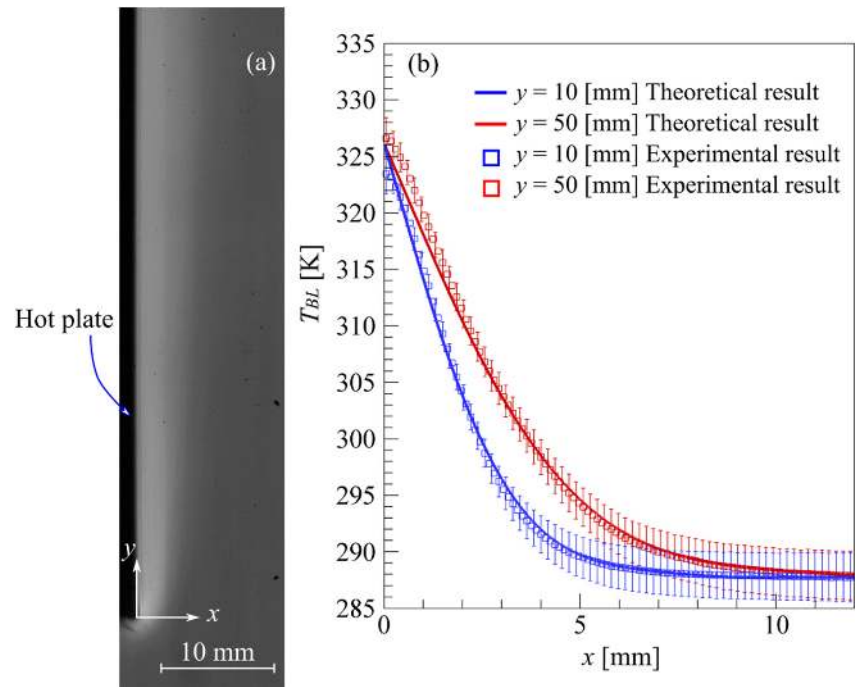 (a)
Hot plate
y
x
10 mm
(b)
y = 10 [mm] Theoretical result
y = 50 [mm] Theoretical result
y = 10 [mm] Experimental result
y = 50 [mm] Experimental result
T_BL [K]
335
330
325
320
315
310
305
300
295
290
285
0
5
10
x [mm]